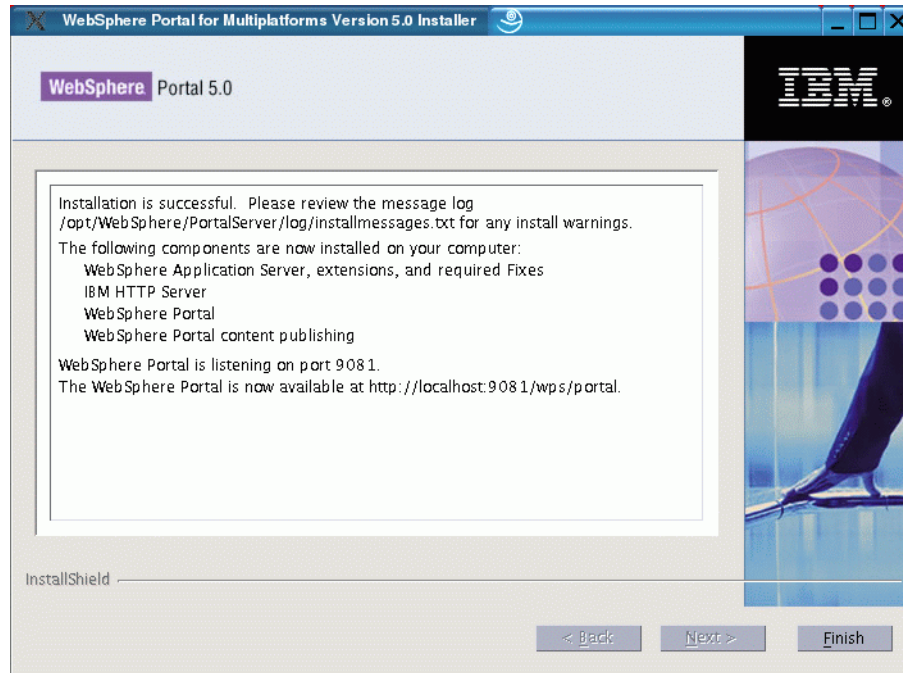 WebSphere Portal for Multiplatforms Version 5.0 Installer
WebSphere Portal 5.0
IBM®
Installation is successful. Please review the message log
/opt/WebSphere/PortalServer/log/installmessages.txt for any install warnings.
The following components are now installed on your computer:
WebSphere Application Server, extensions, and required Fixes
IBM HTTP Server
WebSphere Portal
WebSphere Portal content publishing
WebSphere Portal is listening on port 9081.
The WebSphere Portal is now available at http://localhost:9081/wps/portal.
InstallShield
< Back Next > Finish